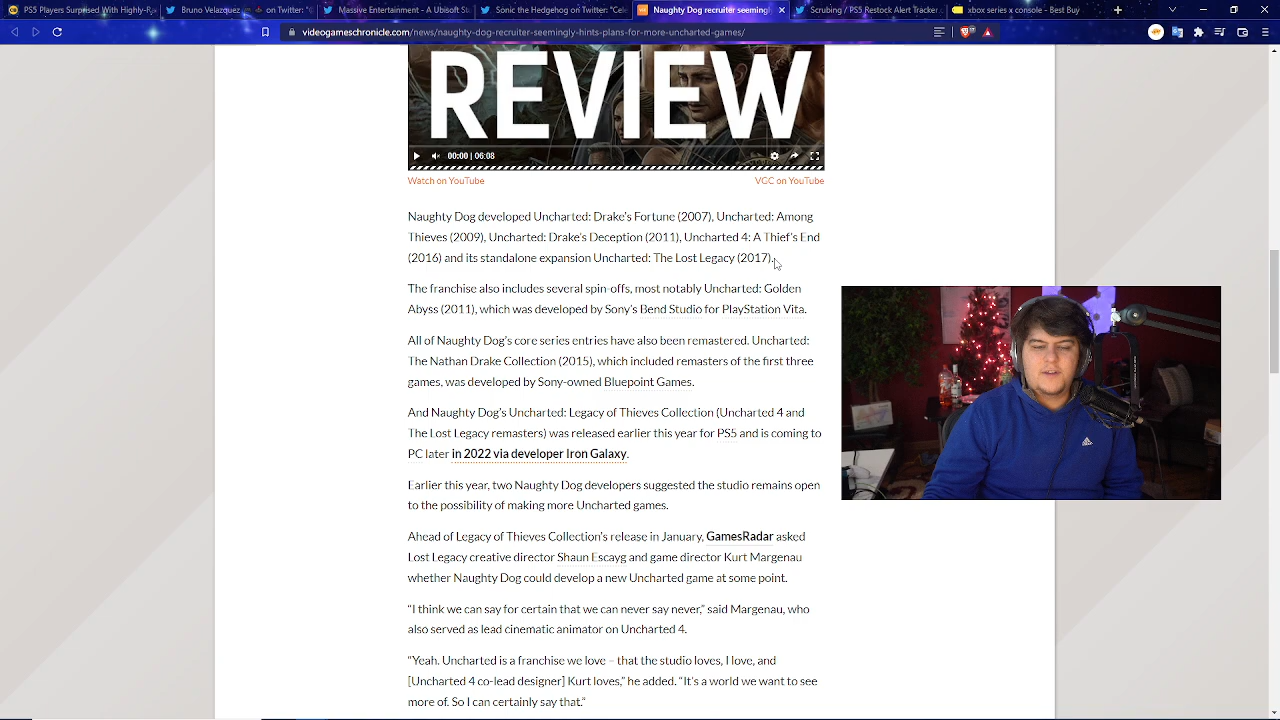 PS5 Players Surprised With Highly-Ra
Bruno Velazquez on Twitter: "
Massive Entertainment – A Ubisoft St
Sonic the Hedgehog on Twitter: "Cele
Naughty Dog recruiter seemingl
Scrubing / PS5 Restock Alert Tracker
xbox series x console - Best Buy
videogameschronicle.com/news/naughty-dog-recruiter-seemingly-hints-plans-for-more-uncharted-games/
REVIEW
00:00 | 06:08
Watch on YouTube
VGC on YouTube
Naughty Dog developed Uncharted: Drake's Fortune (2007), Uncharted: Among
Thieves (2009), Uncharted: Drake's Deception (2011), Uncharted 4: A Thief's End
(2016) and its standalone expansion Uncharted: The Lost Legacy (2017).
The franchise also includes several spin-offs, most notably Uncharted: Golden
Abyss (2011), which was developed by Sony's Bend Studio for PlayStation Vita.
All of Naughty Dog's core series entries have also been remastered. Uncharted:
The Nathan Drake Collection (2015), which included remasters of the first three
games, was developed by Sony-owned Bluepoint Games.
And Naughty Dog's Uncharted: Legacy of Thieves Collection (Uncharted 4 and
The Lost Legacy remasters) was released earlier this year for PS5 and is coming to
PC later in 2022 via developer Iron Galaxy.
Earlier this year, two Naughty Dog developers suggested the studio remains open
to the possibility of making more Uncharted games.
Ahead of Legacy of Thieves Collection's release in January, GamesRadar asked
Lost Legacy creative director Shaun Escayg and game director Kurt Margenau
whether Naughty Dog could develop a new Uncharted game at some point.
"I think we can say for certain that we can never say never," said Margenau, who
also served as lead cinematic animator on Uncharted 4.
"Yeah. Uncharted is a franchise we love – that the studio loves, I love, and
[Uncharted 4 co-lead designer] Kurt loves," he added. "It's a world we want to see
more of. So I can certainly say that."